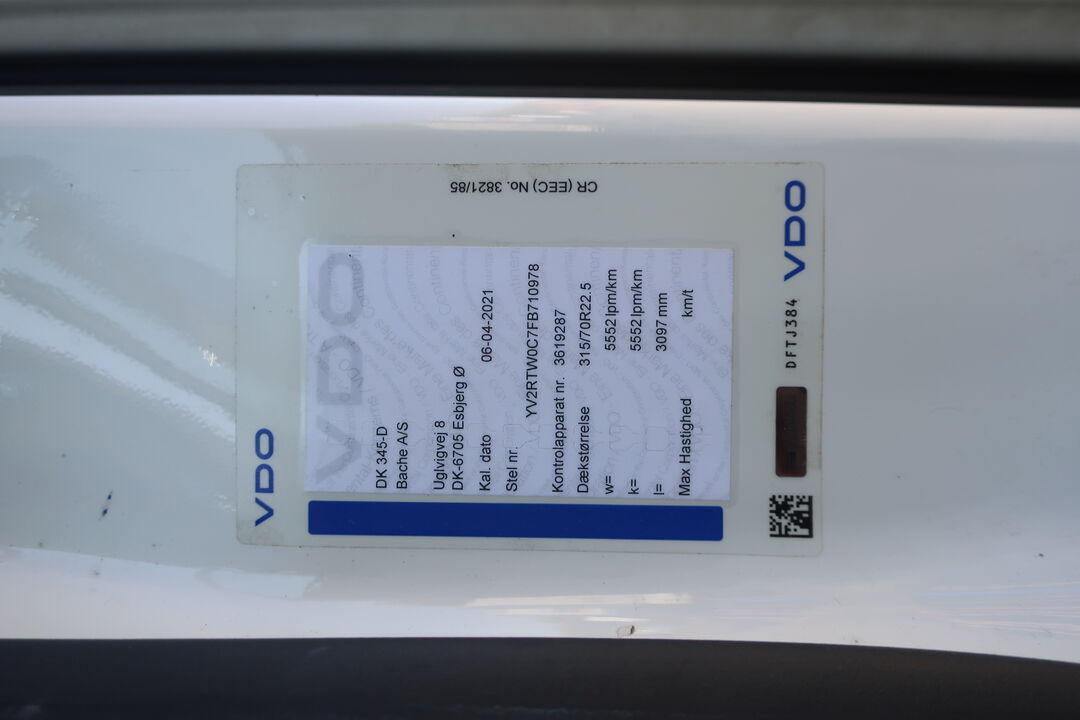 VDO
VDO
DK 345-D
Bache A/S
Uglvigvej 8
DK-6705 Esbjerg Ø
Kal. dato 06-04-2021
Stel nr. YV2RTW0C7FB710978
Kontrolapparat nr. 3619287
Dækstørrelse 315/70R22.5
w= 5552 Ipm/km
k= 5552 Ipm/km
l= 3097 mm
Max Hastighed km/t
CR (EEC) No. 3821/85
DFTJ384
VDO